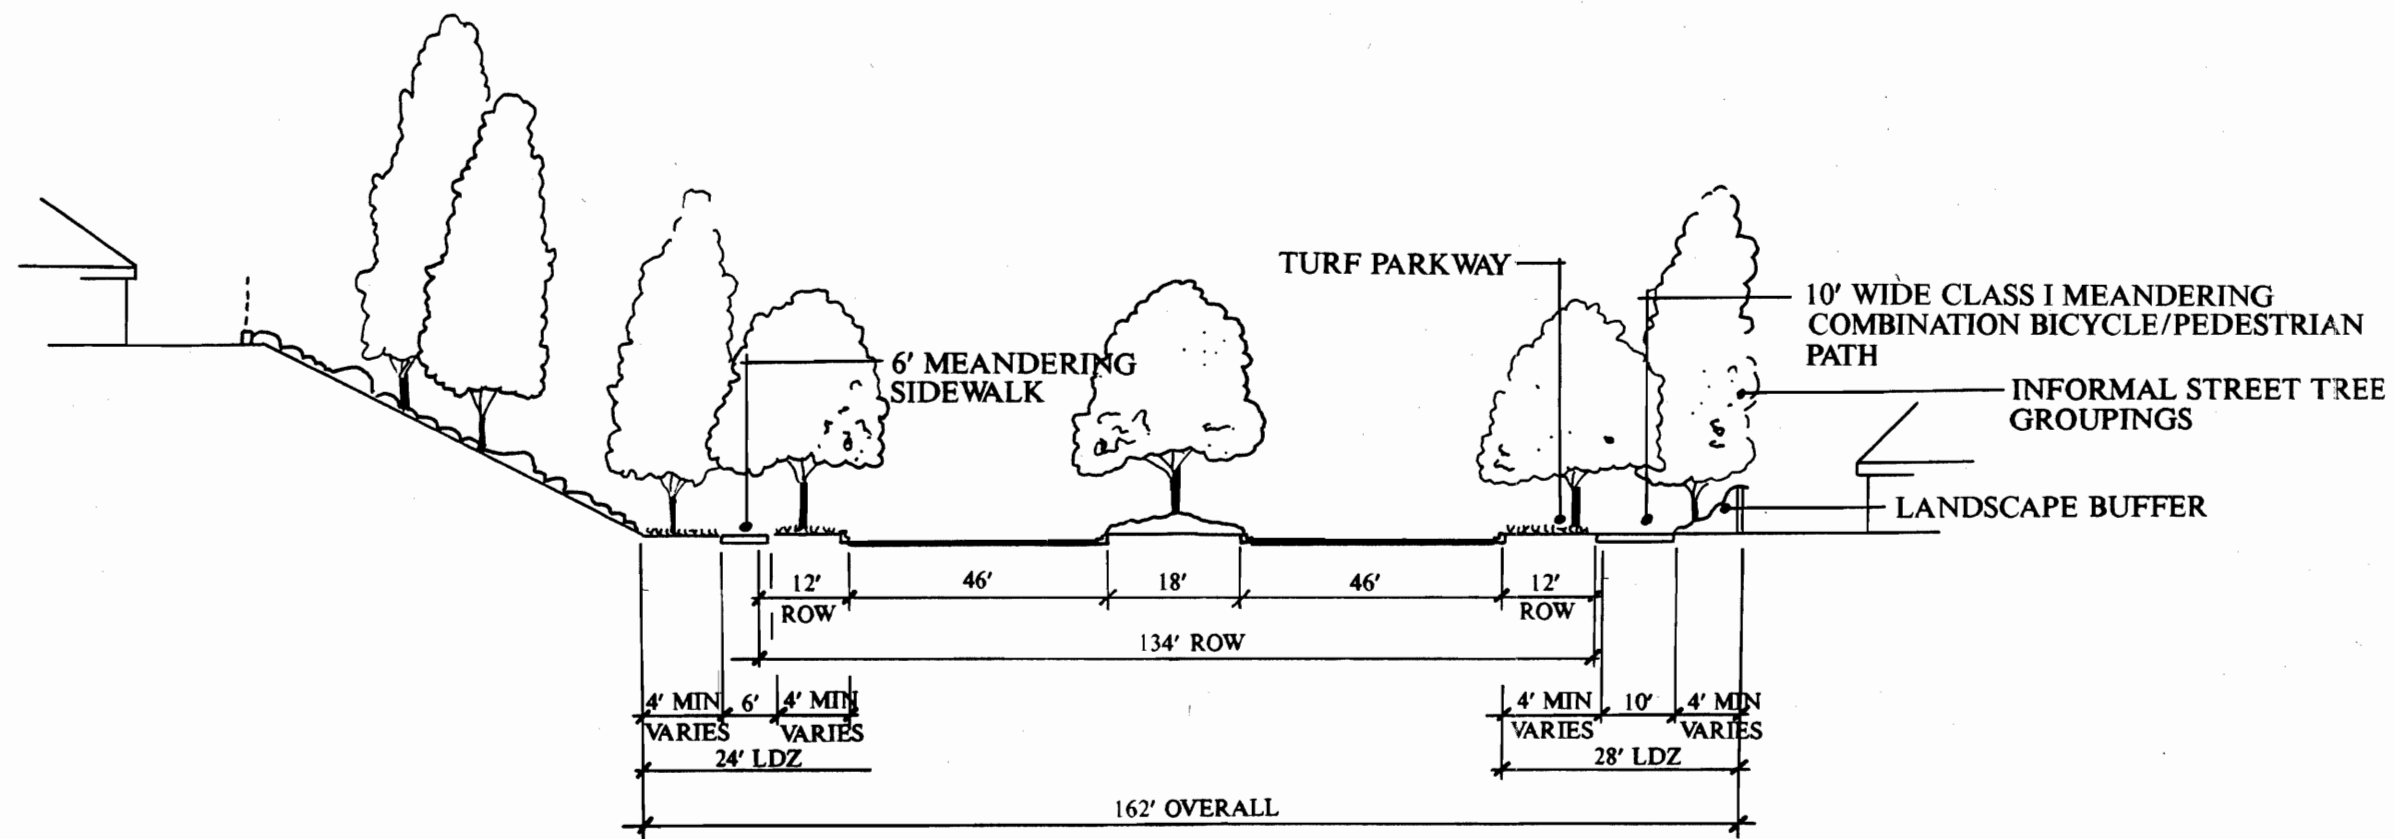 TURF PARKWAY
10' WIDE CLASS I MEANDERING
COMBINATION BICYCLE/PEDESTRIAN
PATH
6' MEANDERING
SIDEWALK
INFORMAL STREET TREE
GROUPINGS
LANDSCAPE BUFFER
12' 46' 18' 46' 12'
ROW ROW
134' ROW
4' MIN 6' 4' MIN 4' MIN 10' 4' MIN
VARIES VARIES VARIES VARIES
24' LDZ 28' LDZ
162' OVERALL